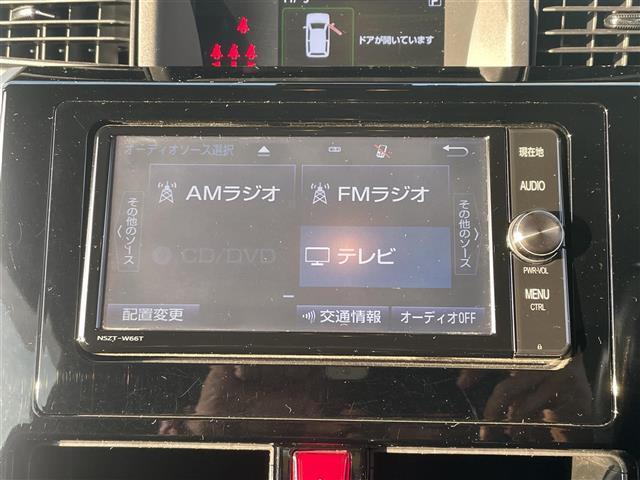 P
ドアが開いています
オーディオソース選択
現在地
AMラジオ
FMラジオ
AUDIO
その他のソース
その他のソース
CD/DVD
テレビ
PWR-VOL
MENU
CTRL
配置変更
交通情報
オーディオOFF
NSZT-W66T